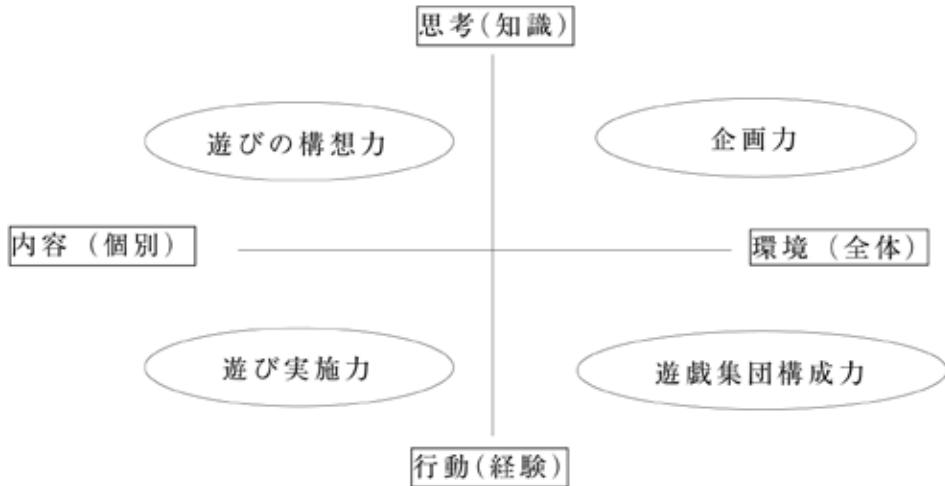 思考(知識)
遊びの構想力
企画力
内容（個別）
環境（全体）
遊び実施力
遊戯集団構成力
行動(経験)